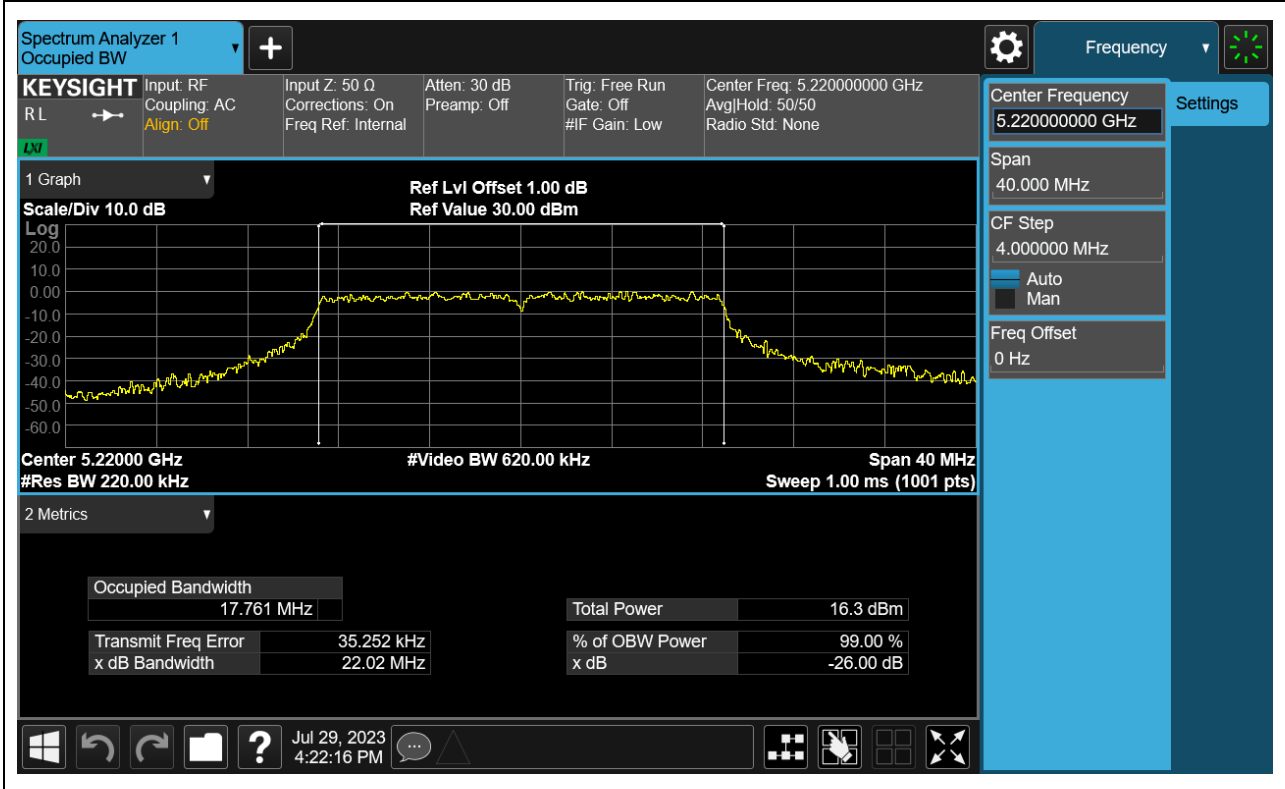 Spectrum Analyzer 1
Occupied BW
Frequency
KEYSIGHT
R L
LXI
Input: RF
Coupling: AC
Align: Off
Input Z: 50 Ω
Corrections: On
Freq Ref: Internal
Atten: 30 dB
Preamp: Off
Trig: Free Run
Gate: Off
#IF Gain: Low
Center Freq: 5.220000000 GHz
Avg|Hold: 50/50
Radio Std: None
Center Frequency
5.220000000 GHz
Settings
Span
40.000 MHz
CF Step
4.000000 MHz
Auto
Man
Freq Offset
0 Hz
1 Graph
Scale/Div 10.0 dB
Ref Lvl Offset 1.00 dB
Ref Value 30.00 dBm
Log
20.0
10.0
0.00
-10.0
-20.0
-30.0
-40.0
-50.0
-60.0
Center 5.22000 GHz
#Video BW 620.00 kHz
Span 40 MHz
#Res BW 220.00 kHz
Sweep 1.00 ms (1001 pts)
2 Metrics
Occupied Bandwidth
17.761 MHz
Total Power 16.3 dBm
Transmit Freq Error 35.252 kHz
% of OBW Power 99.00 %
x dB Bandwidth 22.02 MHz
x dB -26.00 dB
?
Jul 29, 2023
4:22:16 PM